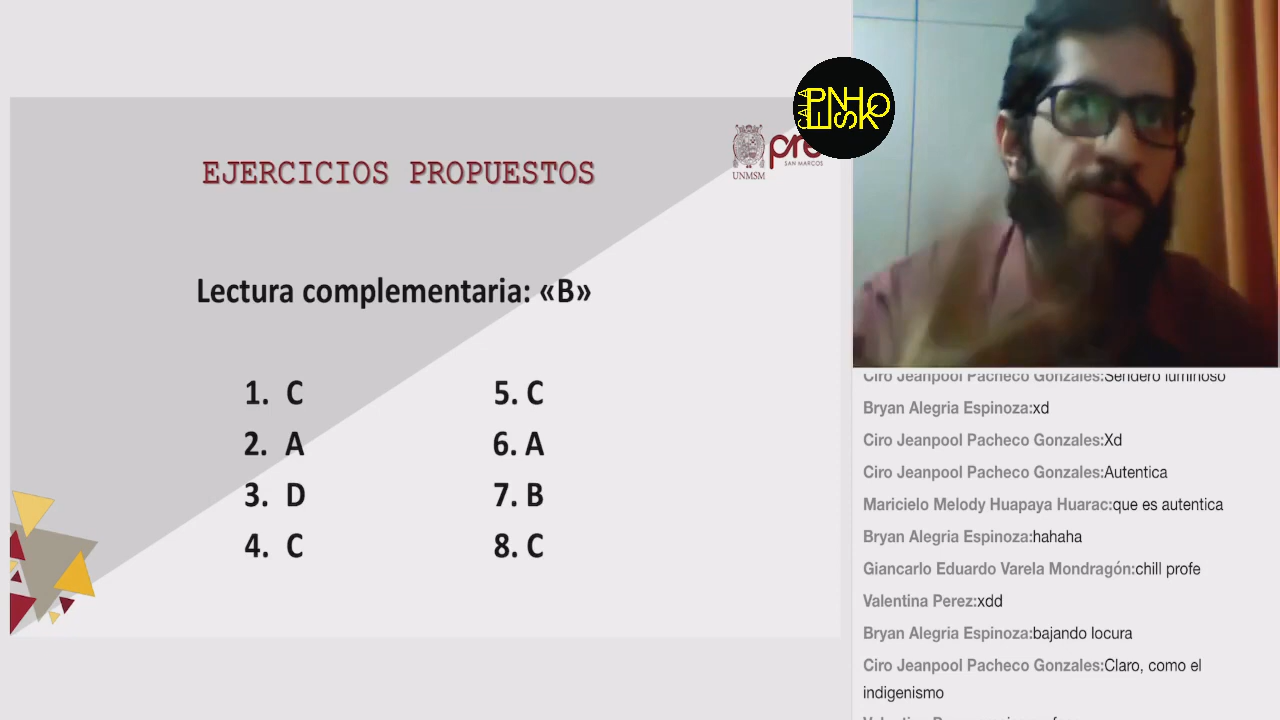 EJERCICIOS PROPUESTOS
UNMSM
pre
SAN MARCOS
CALA
PNHO
ESK
Lectura complementaria: «B»
1. C
2. A
3. D
4. C
5. C
6. A
7. B
8. C
Ciro Jeanpool Pacheco Gonzales:Sendero luminoso
Bryan Alegria Espinoza:xd
Ciro Jeanpool Pacheco Gonzales:Xd
Ciro Jeanpool Pacheco Gonzales:Autentica
Maricielo Melody Huapaya Huarac:que es autentica
Bryan Alegria Espinoza:hahaha
Giancarlo Eduardo Varela Mondragón:chill profe
Valentina Perez:xdd
Bryan Alegria Espinoza:bajando locura
Ciro Jeanpool Pacheco Gonzales:Claro, como el
indigenismo